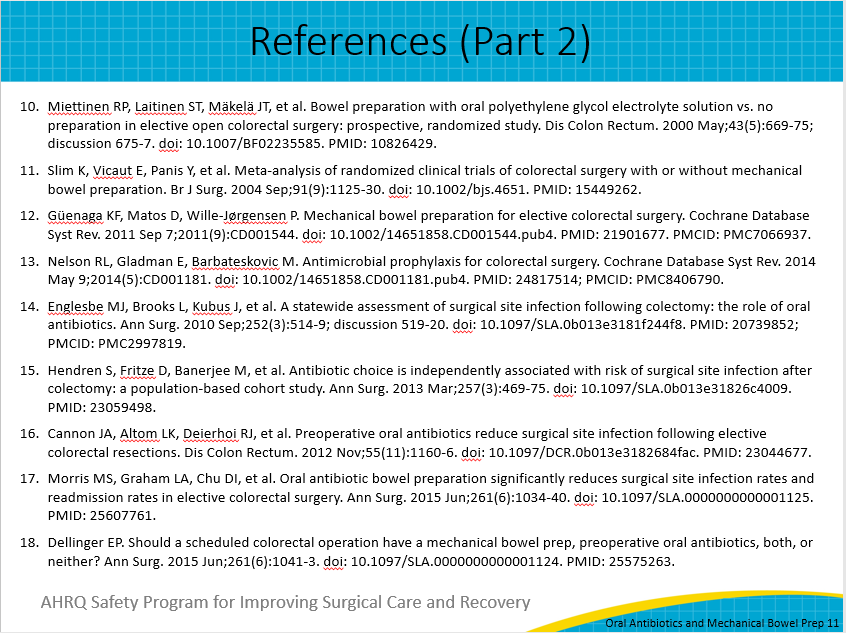 References (Part 2)
10. Miettinen RP, Laitinen ST, Mäkelä JT, et al. Bowel preparation with oral polyethylene glycol electrolyte solution vs. no
preparation in elective open colorectal surgery: prospective, randomized study. Dis Colon Rectum. 2000 May;43(5):669-75;
discussion 675-7. doi: 10.1007/BF02235585. PMID: 10826429.
11. Slim K, Vicaut E, Panis Y, et al. Meta-analysis of randomized clinical trials of colorectal surgery with or without mechanical
bowel preparation. Br J Surg. 2004 Sep;91(9):1125-30. doi: 10.1002/bjs.4651. PMID: 15449262.
12. Güenaga KF, Matos D, Wille-Jørgensen P. Mechanical bowel preparation for elective colorectal surgery. Cochrane Database
Syst Rev. 2011 Sep 7;2011(9):CD001544. doi: 10.1002/14651858.CD001544.pub4. PMID: 21901677. PMCID: PMC7066937.
13. Nelson RL, Gladman E, Barbateskovic M. Antimicrobial prophylaxis for colorectal surgery. Cochrane Database Syst Rev. 2014
May 9;2014(5):CD001181. doi: 10.1002/14651858.CD001181.pub4. PMID: 24817514; PMCID: PMC8406790.
14. Englesbe MJ, Brooks L, Kubus J, et al. A statewide assessment of surgical site infection following colectomy: the role of oral
antibiotics. Ann Surg. 2010 Sep;252(3):514-9; discussion 519-20. doi: 10.1097/SLA.0b013e3181f244f8. PMID: 20739852;
PMCID: PMC2997819.
15. Hendren S, Fritze D, Banerjee M, et al. Antibiotic choice is independently associated with risk of surgical site infection after
colectomy: a population-based cohort study. Ann Surg. 2013 Mar;257(3):469-75. doi: 10.1097/SLA.0b013e31826c4009.
PMID: 23059498.
16. Cannon JA, Altom LK, Deierhoi RJ, et al. Preoperative oral antibiotics reduce surgical site infection following elective
colorectal resections. Dis Colon Rectum. 2012 Nov;55(11):1160-6. doi: 10.1097/DCR.0b013e3182684fac. PMID: 23044677.
17. Morris MS, Graham LA, Chu DI, et al. Oral antibiotic bowel preparation significantly reduces surgical site infection rates and
readmission rates in elective colorectal surgery. Ann Surg. 2015 Jun;261(6):1034-40. doi: 10.1097/SLA.0000000000001125.
PMID: 25607761.
18. Dellinger EP. Should a scheduled colorectal operation have a mechanical bowel prep, preoperative oral antibiotics, both, or
neither? Ann Surg. 2015 Jun;261(6):1041-3. doi: 10.1097/SLA.0000000000001124. PMID: 25575263.
AHRQ Safety Program for Improving Surgical Care and Recovery
Oral Antibiotics and Mechanical Bowel Prep 11